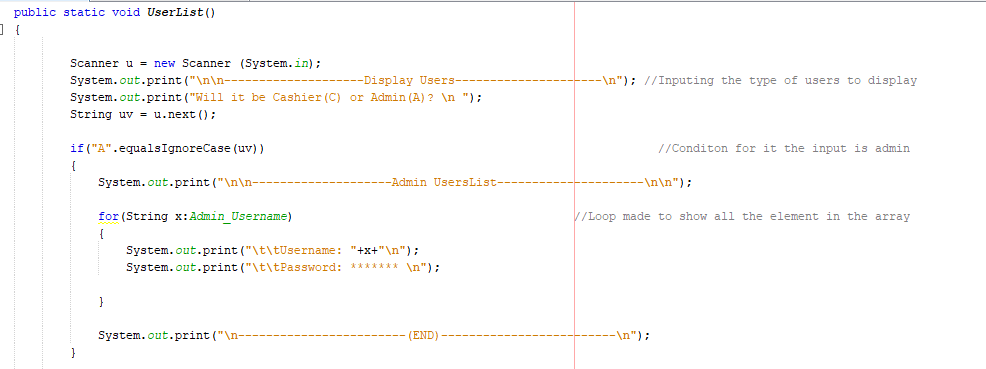 public static void UserList()
{
Scanner u = new Scanner (System.in);
System.out.print("\n\n--------------------Display Users---------------------\n"); //Inputing the type of users to display
System.out.print("Will it be Cashier(C) or Admin(A)? \n ");
String uv = u.next();
if("A".equalsIgnoreCase(uv)) //Conditon for it the input is admin
{
System.out.print("\n\n--------------------Admin UsersList---------------------\n\n");
for(String x:Admin_Username) //Loop made to show all the element in the array
{
System.out.print("\t\tUsername: "+x+"\n");
System.out.print("\t\tPassword: ******* \n");
}
System.out.print("\n------------------------(END)-------------------------\n");
}